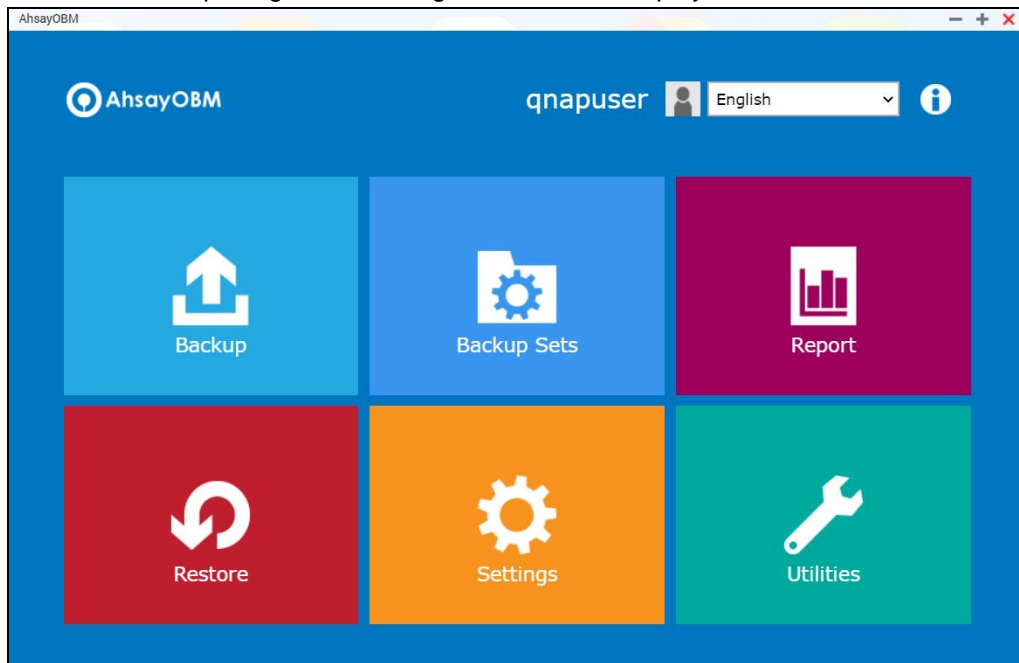 AhsayOBM
AhsayOBM
qnapuser
English
Backup
Backup Sets
Report
Restore
Settings
Utilities